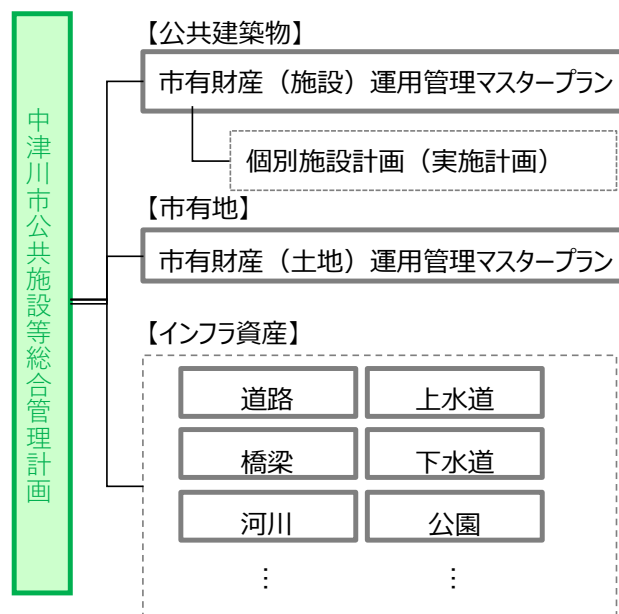 中津川市公共施設等総合管理計画
【公共建築物】
市有財産（施設）運用管理マスタープラン
個別施設計画（実施計画）
【市有地】
市有財産（土地）運用管理マスタープラン
【インフラ資産】
道路
上水道
橋梁
下水道
河川
公園
⋮
⋮